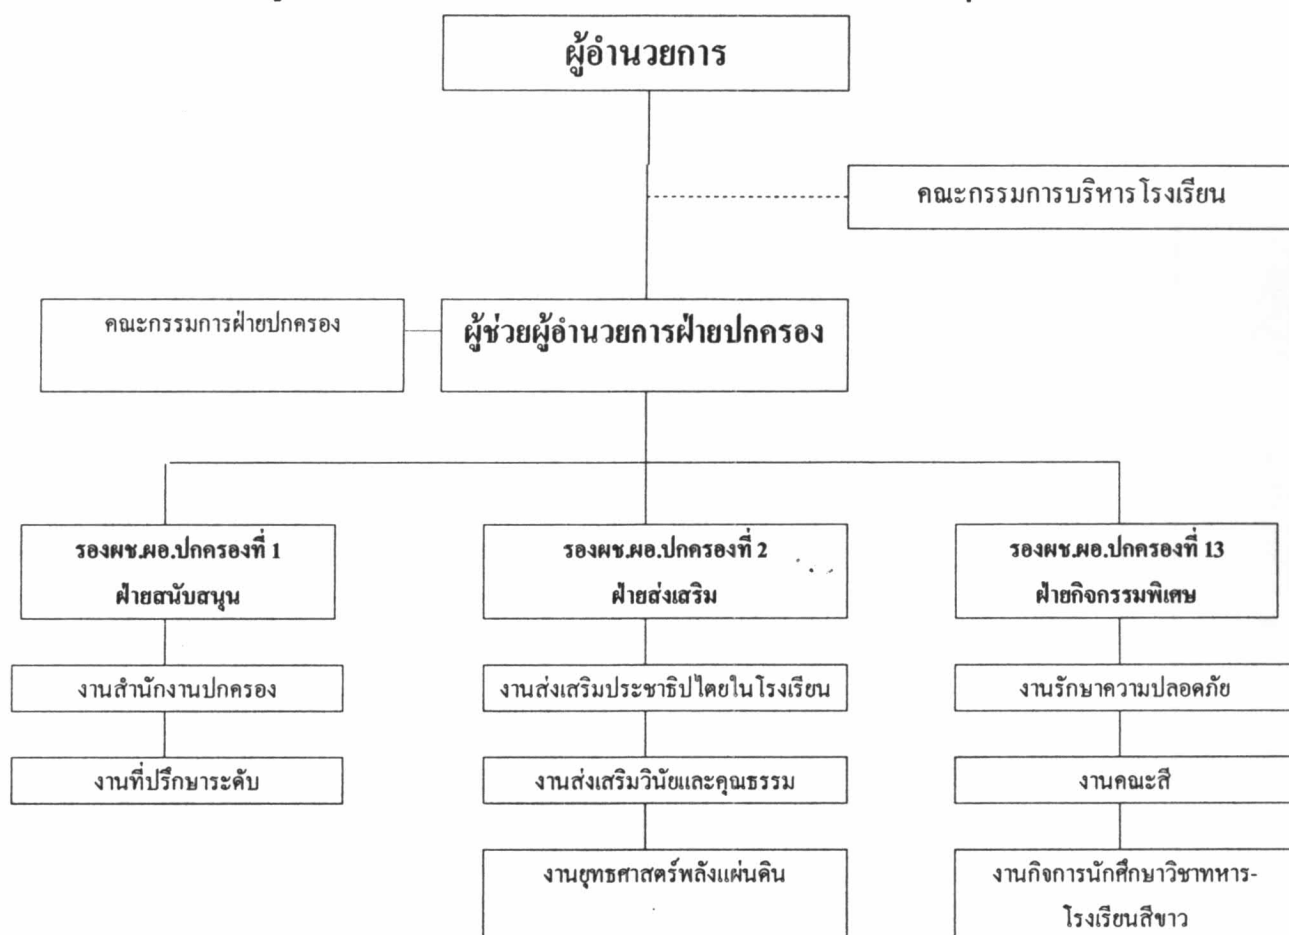 ผู้อำนวยการ
คณะกรรมการบริหารโรงเรียน
คณะกรรมการฝ่ายปกครอง
ผู้ช่วยผู้อำนวยการฝ่ายปกครอง
รองผช.ผอ.ปกครองที่ 1
ฝ่ายสนับสนุน
รองผช.ผอ.ปกครองที่ 2
ฝ่ายส่งเสริม
รองผช.ผอ.ปกครองที่ 13
ฝ่ายกิจกรรมพิเศษ
งานสำนักงานปกครอง
งานส่งเสริมประชาธิปไตยในโรงเรียน
งานรักษาความปลอดภัย
งานที่ปรึกษาระดับ
งานส่งเสริมวินัยและคุณธรรม
งานคณะสี
งานยุทธศาสตร์พลังแผ่นดิน
งานกิจการนักศึกษาวิชาทหาร-
โรงเรียนสีขาว